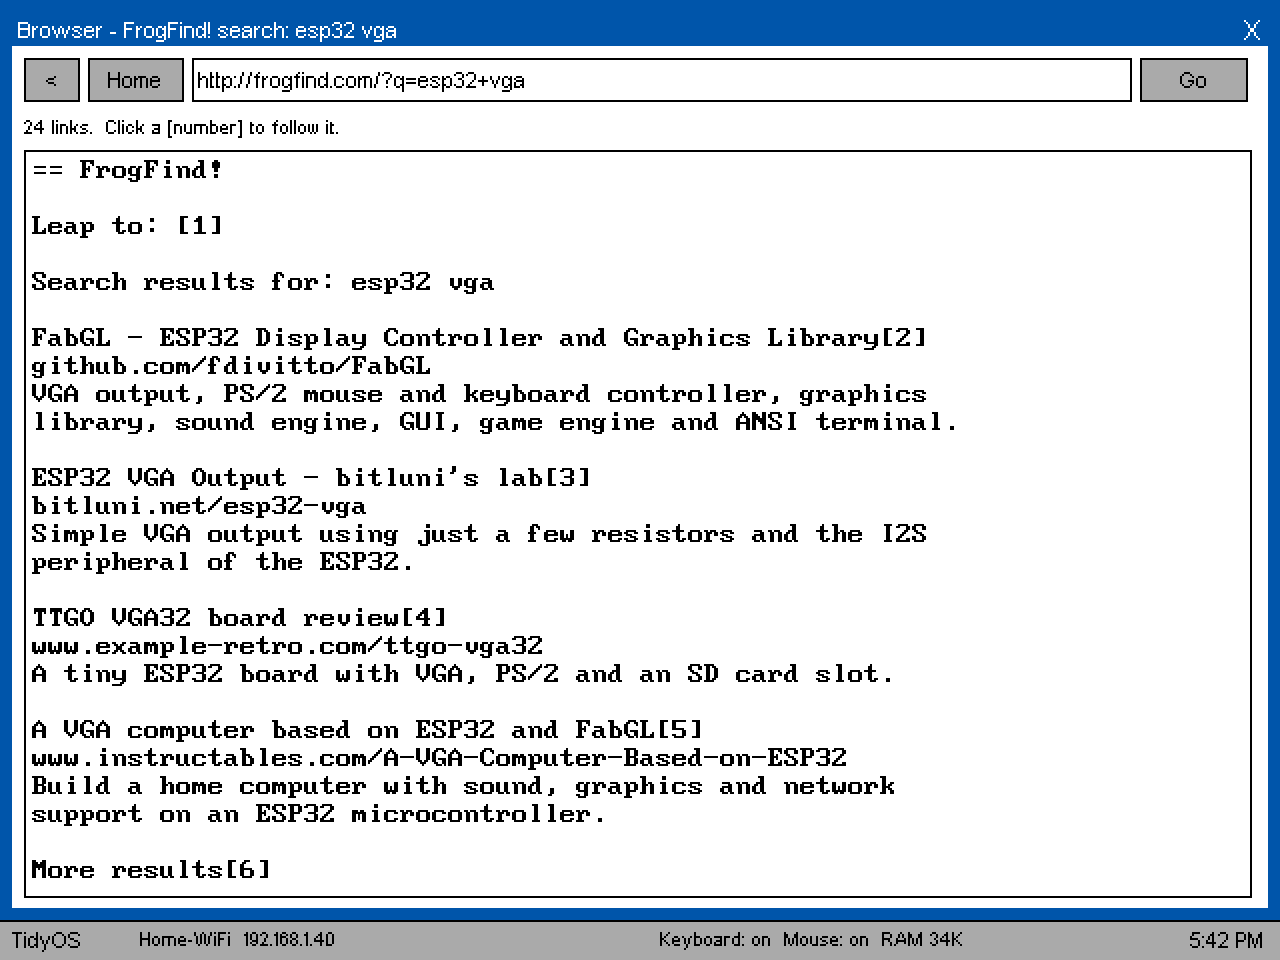 Browser - FrogFind! search: esp32 vga X
< Home http://frogfind.com/?q=esp32+vga Go
24 links. Click a [number] to follow it.
== FrogFind!
Leap to: [1]
Search results for: esp32 vga
FabGL - ESP32 Display Controller and Graphics Library[2]
github.com/fdivitto/FabGL
VGA output, PS/2 mouse and keyboard controller, graphics
library, sound engine, GUI, game engine and ANSI terminal.
ESP32 VGA Output - bitluni's lab[3]
bitluni.net/esp32-vga
Simple VGA output using just a few resistors and the I2S
peripheral of the ESP32.
TTGO VGA32 board review[4]
www.example-retro.com/ttgo-vga32
A tiny ESP32 board with VGA, PS/2 and an SD card slot.
A VGA computer based on ESP32 and FabGL[5]
www.instructables.com/A-VGA-Computer-Based-on-ESP32
Build a home computer with sound, graphics and network
support on an ESP32 microcontroller.
More results[6]
TidyOS Home-WiFi 192.168.1.40 Keyboard: on Mouse: on RAM 34K 5:42 PM